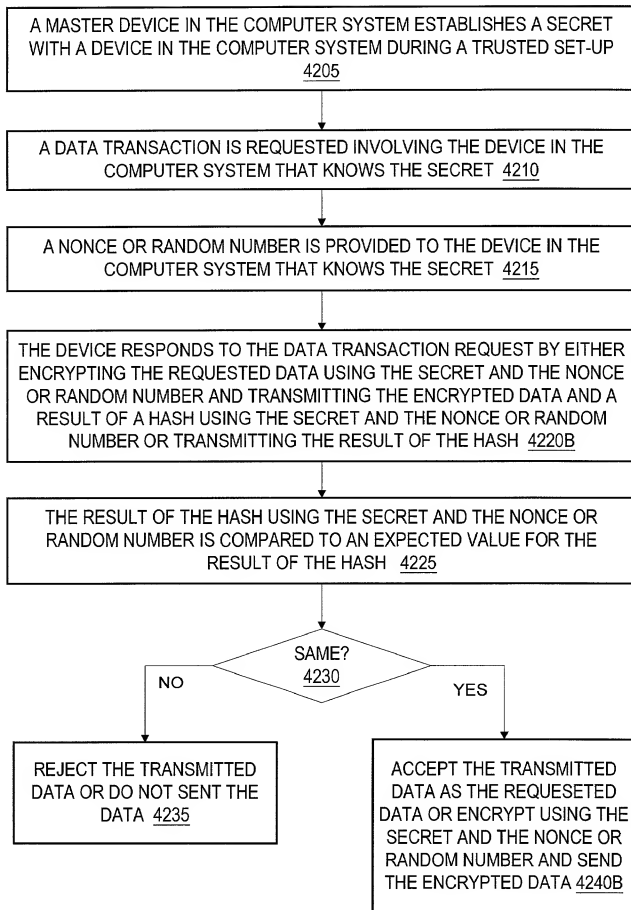 A MASTER DEVICE IN THE COMPUTER SYSTEM ESTABLISHES A SECRET
WITH A DEVICE IN THE COMPUTER SYSTEM DURING A TRUSTED SET-UP
4205
A DATA TRANSACTION IS REQUESTED INVOLVING THE DEVICE IN THE
COMPUTER SYSTEM THAT KNOWS THE SECRET 4210
A NONCE OR RANDOM NUMBER IS PROVIDED TO THE DEVICE IN THE
COMPUTER SYSTEM THAT KNOWS THE SECRET 4215
THE DEVICE RESPONDS TO THE DATA TRANSACTION REQUEST BY EITHER
ENCRYPTING THE REQUESTED DATA USING THE SECRET AND THE NONCE
OR RANDOM NUMBER AND TRANSMITTING THE ENCRYPTED DATA AND A
RESULT OF A HASH USING THE SECRET AND THE NONCE OR RANDOM
NUMBER OR TRANSMITTING THE RESULT OF THE HASH 4220B
THE RESULT OF THE HASH USING THE SECRET AND THE NONCE OR
RANDOM NUMBER IS COMPARED TO AN EXPECTED VALUE FOR THE
RESULT OF THE HASH 4225
SAME?
4230
NO
YES
REJECT THE TRANSMITTED
DATA OR DO NOT SENT THE
DATA 4235
ACCEPT THE TRANSMITTED
DATA AS THE REQUESETED
DATA OR ENCRYPT USING THE
SECRET AND THE NONCE OR
RANDOM NUMBER AND SEND
THE ENCRYPTED DATA 4240B